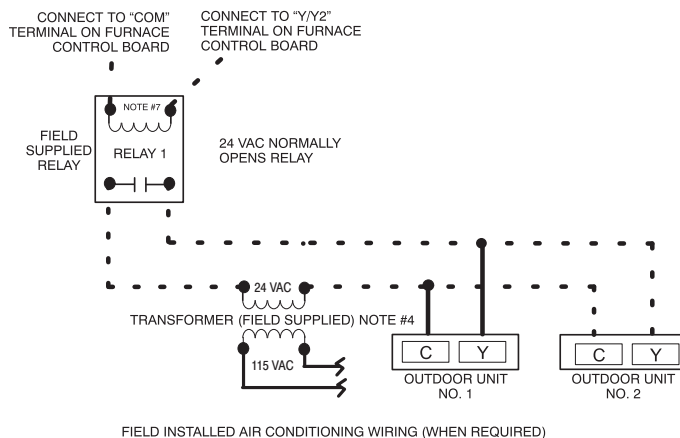 CONNECT TO “COM”
TERMINAL ON FURNACE
CONTROL BOARD
CONNECT TO “Y/Y2”
TERMINAL ON FURNACE
CONTROL BOARD
NOTE #7
FIELD
SUPPLIED
RELAY
RELAY 1
24 VAC NORMALLY
OPENS RELAY
24 VAC
TRANSFORMER (FIELD SUPPLIED) NOTE #4
115 VAC
C
Y
OUTDOOR UNIT
NO. 1
C
Y
OUTDOOR UNIT
NO. 2
FIELD INSTALLED AIR CONDITIONING WIRING (WHEN REQUIRED)